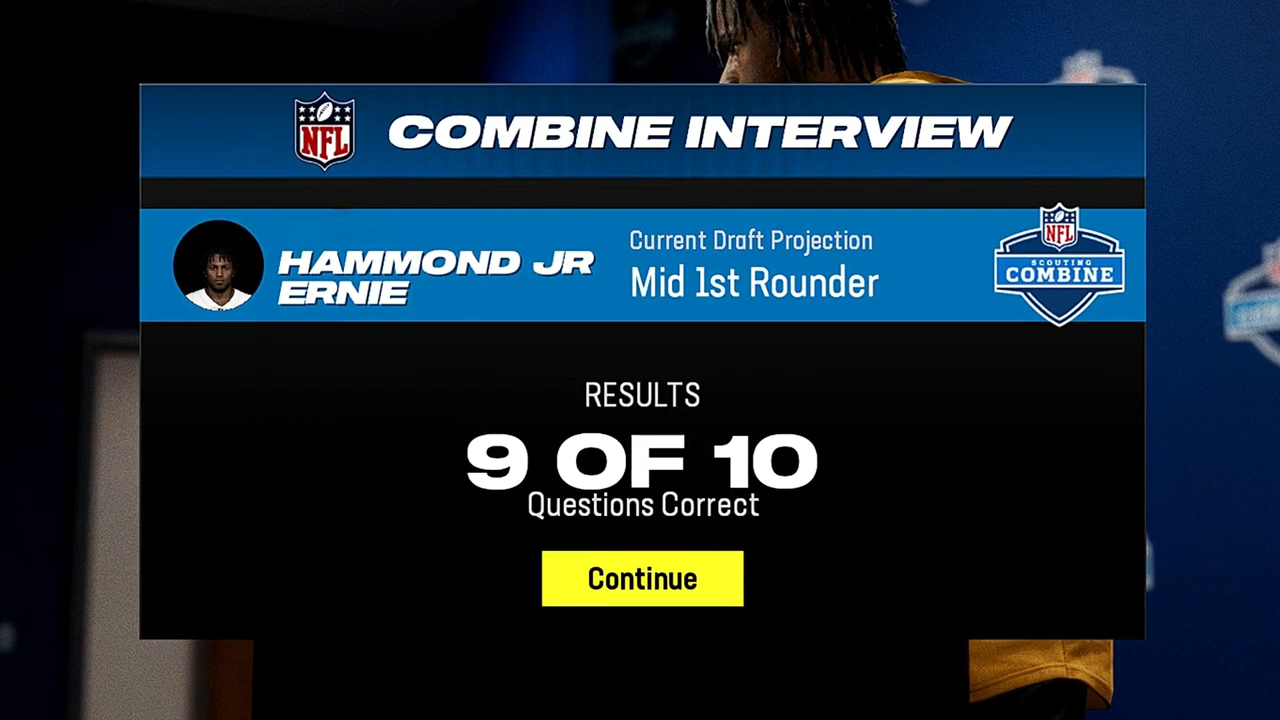 NFL
COMBINE INTERVIEW
HAMMOND JR
ERNIE
Current Draft Projection
Mid 1st Rounder
NFL
SCOUTING
COMBINE
RESULTS
9 OF 10
Questions Correct
Continue